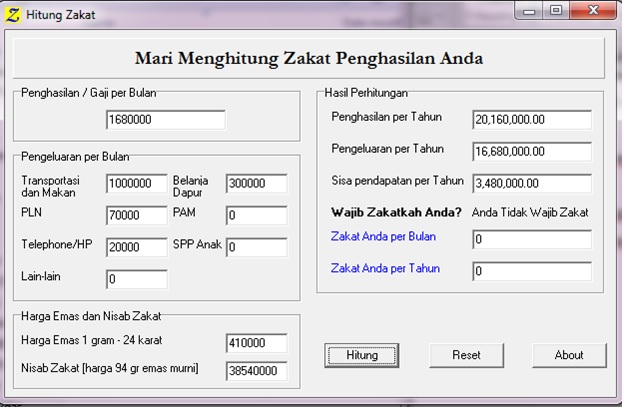 Hitung Zakat
Mari Menghitung Zakat Penghasilan Anda
Penghasilan / Gaji per Bulan
1680000
Pengeluaran per Bulan
Transportasi dan Makan 1000000 Belanja Dapur 300000
PLN 70000 PAM 0
Telephone/HP 20000 SPP Anak 0
Lain-lain 0
Harga Emas dan Nisab Zakat
Harga Emas 1 gram - 24 karat 410000
Nisab Zakat [harga 94 gr emas murni] 38540000
Hasil Perhitungan
Penghasilan per Tahun 20,160,000.00
Pengeluaran per Tahun 16,680,000.00
Sisa pendapatan per Tahun 3,480,000.00
Wajib Zakatkah Anda? Anda Tidak Wajib Zakat
Zakat Anda per Bulan 0
Zakat Anda per Tahun 0
Hitung Reset About